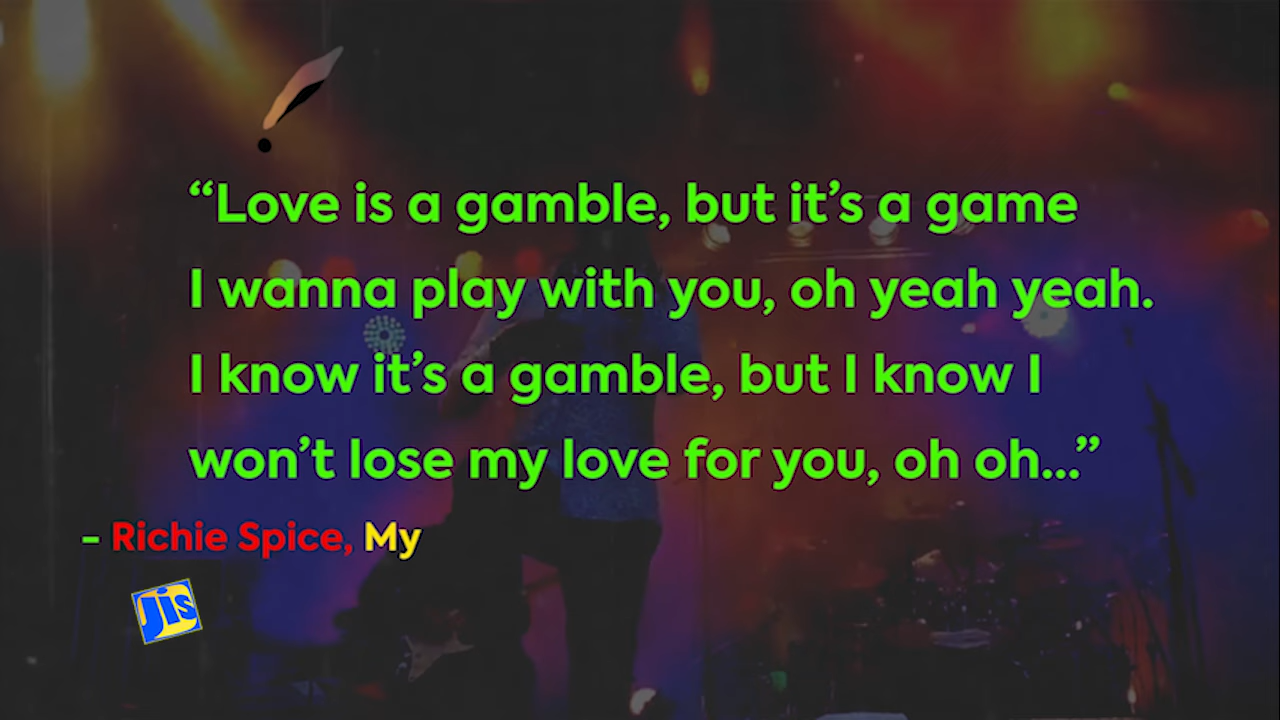 “Love is a gamble, but it’s a game
I wanna play with you, oh yeah yeah.
I know it’s a gamble, but I know I
won’t lose my love for you, oh oh...”
– Richie Spice, My
Jis